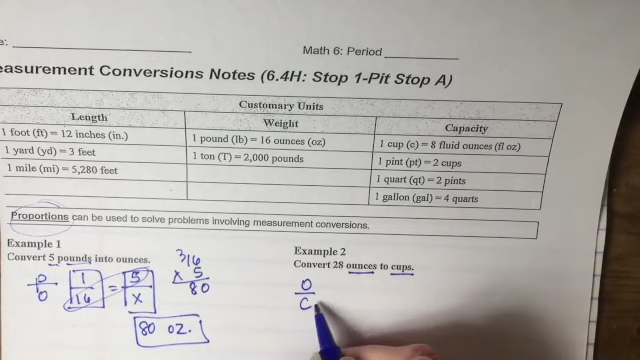 e: ____________ Math 6: Period ____________
easurement Conversions Notes (6.4H: Stop 1-Pit Stop A)
Customary Units
Length Weight Capacity
1 foot (ft) = 12 inches (in.) 1 pound (lb) = 16 ounces (oz) 1 cup (c) = 8 fluid ounces (fl oz)
1 yard (yd) = 3 feet 1 ton (T) = 2,000 pounds 1 pint (pt) = 2 cups
1 mile (mi) = 5,280 feet 1 quart (qt) = 2 pints
1 gallon (gal) = 4 quarts
Proportions can be used to solve problems involving measurement conversions.
Example 1
Convert 5 pounds into ounces.
1 = 5
16 x
3 16
x 5
80
80 oz.
Example 2
Convert 28 ounces to cups.
O
C